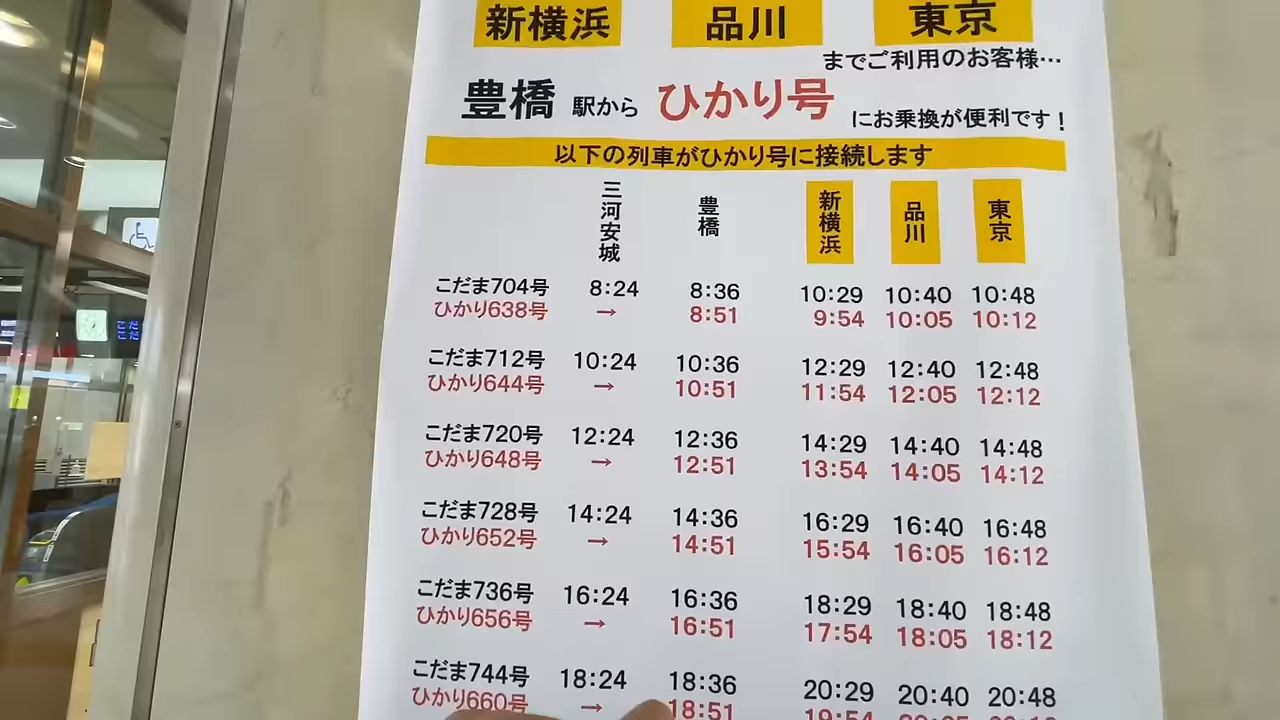 新横浜 品川 東京
までご利用のお客様…
豊橋 駅から ひかり号 にお乗換が便利です！
以下の列車がひかり号に接続します
三河安城 豊橋 新横浜 品川 東京
こだま704号 8:24 8:36 10:29 10:40 10:48
ひかり638号 → 8:51 9:54 10:05 10:12
こだま712号 10:24 10:36 12:29 12:40 12:48
ひかり644号 → 10:51 11:54 12:05 12:12
こだま720号 12:24 12:36 14:29 14:40 14:48
ひかり648号 → 12:51 13:54 14:05 14:12
こだま728号 14:24 14:36 16:29 16:40 16:48
ひかり652号 → 14:51 15:54 16:05 16:12
こだま736号 16:24 16:36 18:29 18:40 18:48
ひかり656号 → 16:51 17:54 18:05 18:12
こだま744号 18:24 18:36 20:29 20:40 20:48
ひかり660号 → 18:51 19:54